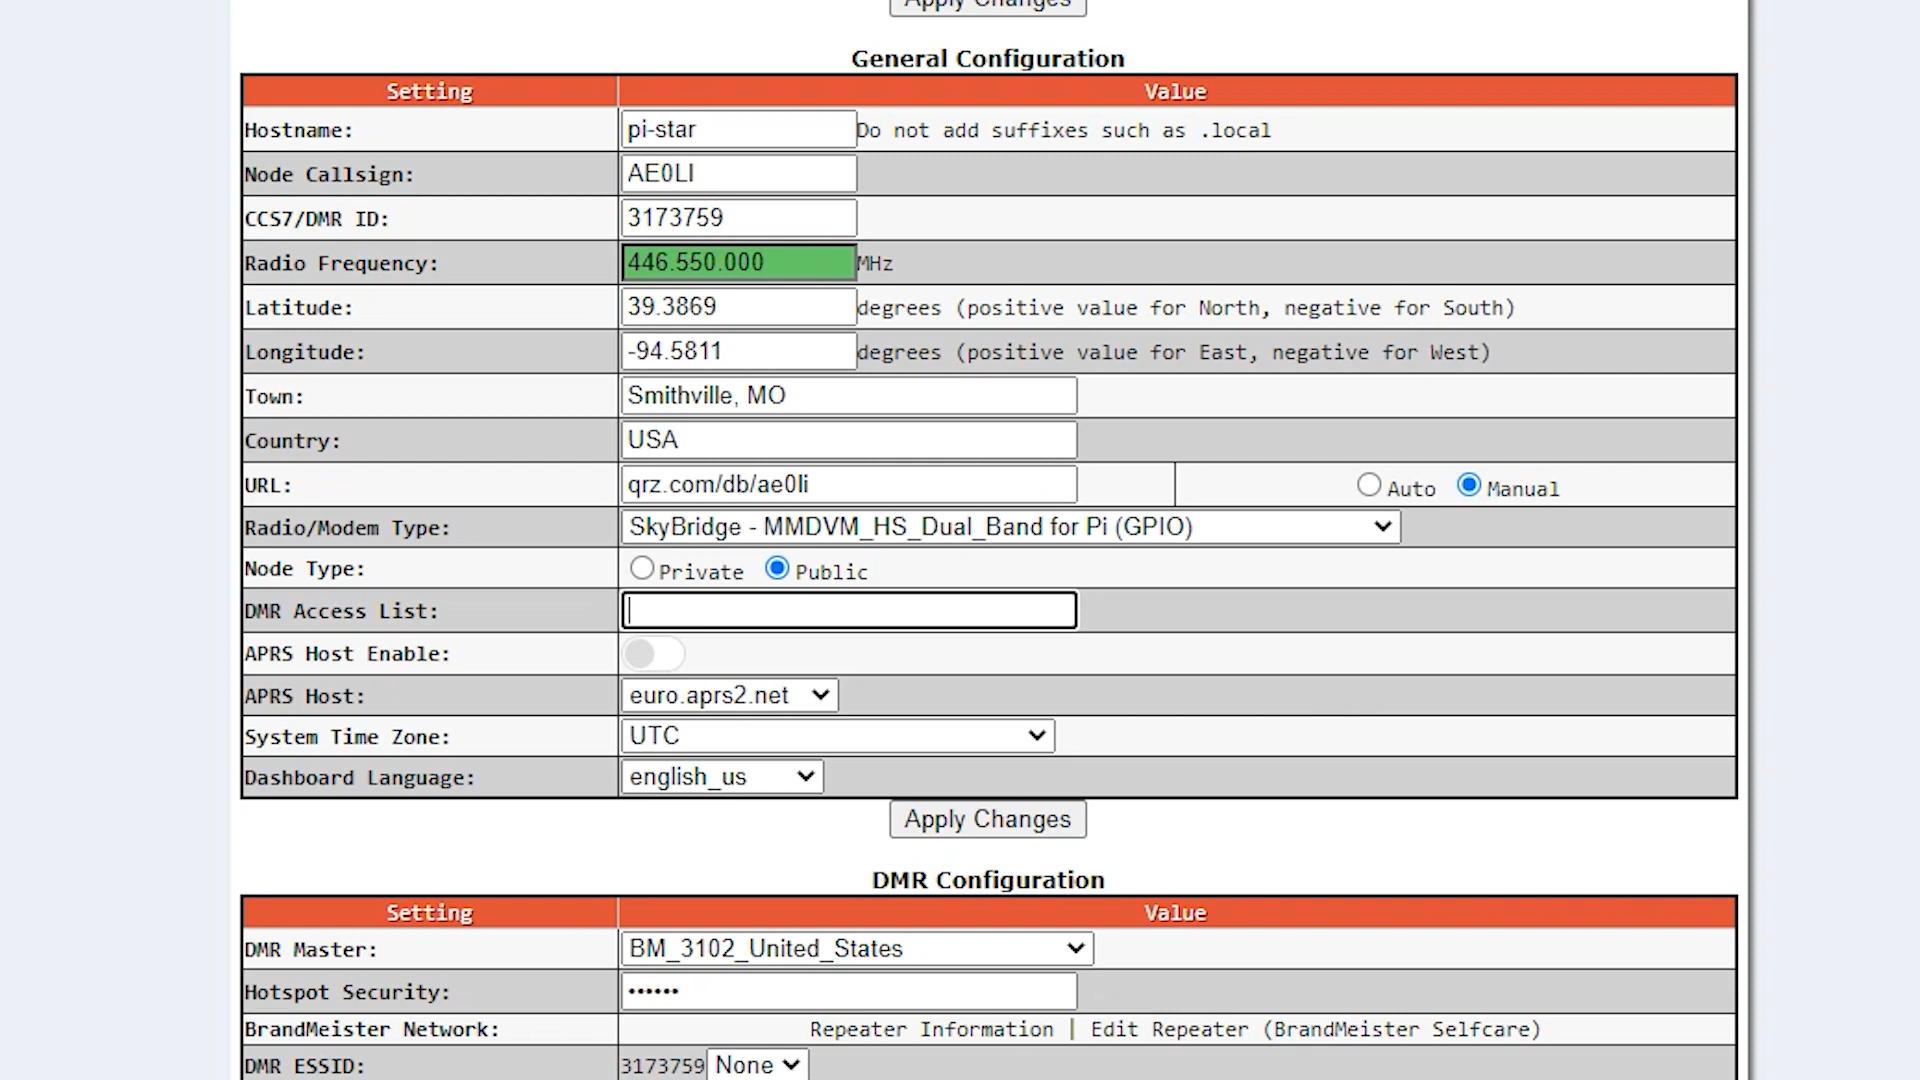 Apply Changes
General Configuration
Setting Value
Hostname: pi-star Do not add suffixes such as .local
Node Callsign: AE0LI
CCS7/DMR ID: 3173759
Radio Frequency: 446.550.000 MHz
Latitude: 39.3869 degrees (positive value for North, negative for South)
Longitude: -94.5811 degrees (positive value for East, negative for West)
Town: Smithville, MO
Country: USA
URL: qrz.com/db/ae0li Auto Manual
Radio/Modem Type: SkyBridge - MMDVM_HS_Dual_Band for Pi (GPIO)
Node Type: Private Public
DMR Access List:
APRS Host Enable:
APRS Host: euro.aprs2.net
System Time Zone: UTC
Dashboard Language: english_us
Apply Changes
DMR Configuration
Setting Value
DMR Master: BM_3102_United_States
Hotspot Security: ••••••
BrandMeister Network: Repeater Information | Edit Repeater (BrandMeister Selfcare)
DMR ESSID: 3173759 None